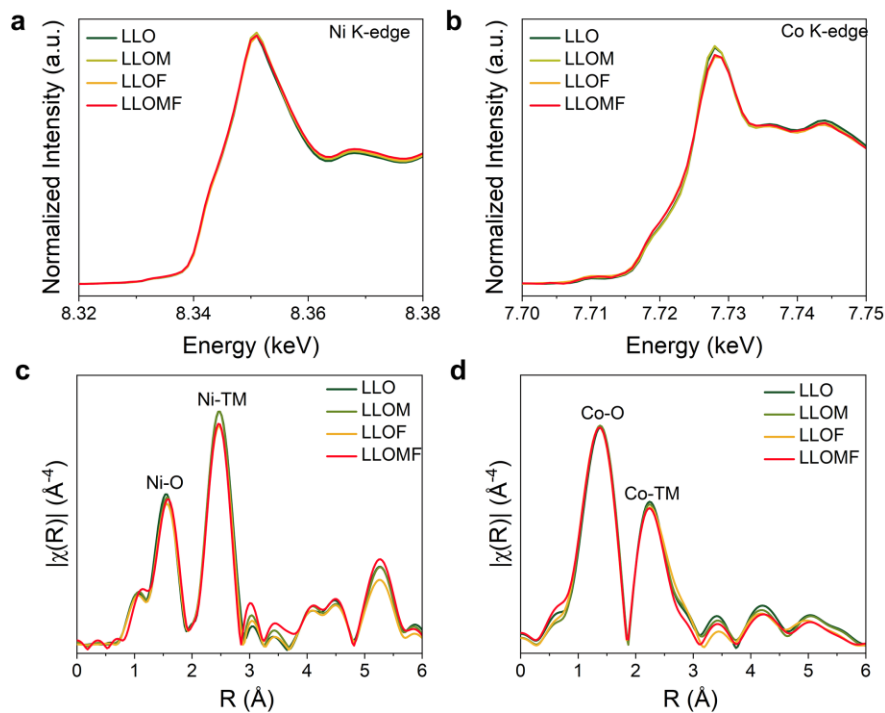 a
Normalized Intensity (a.u.)
LLO
LLOM
LLOF
LLOMF
Ni K-edge
8.32 8.34 8.36 8.38
Energy (keV)
b
Normalized Intensity (a.u.)
LLO
LLOM
LLOF
LLOMF
Co K-edge
7.70 7.71 7.72 7.73 7.74 7.75
Energy (keV)
c
|χ(R)| (Å⁻⁴)
Ni-O
Ni-TM
LLO
LLOM
LLOF
LLOMF
0 1 2 3 4 5 6
R (Å)
d
|χ(R)| (Å⁻⁴)
Co-O
Co-TM
LLO
LLOM
LLOF
LLOMF
0 1 2 3 4 5 6
R (Å)